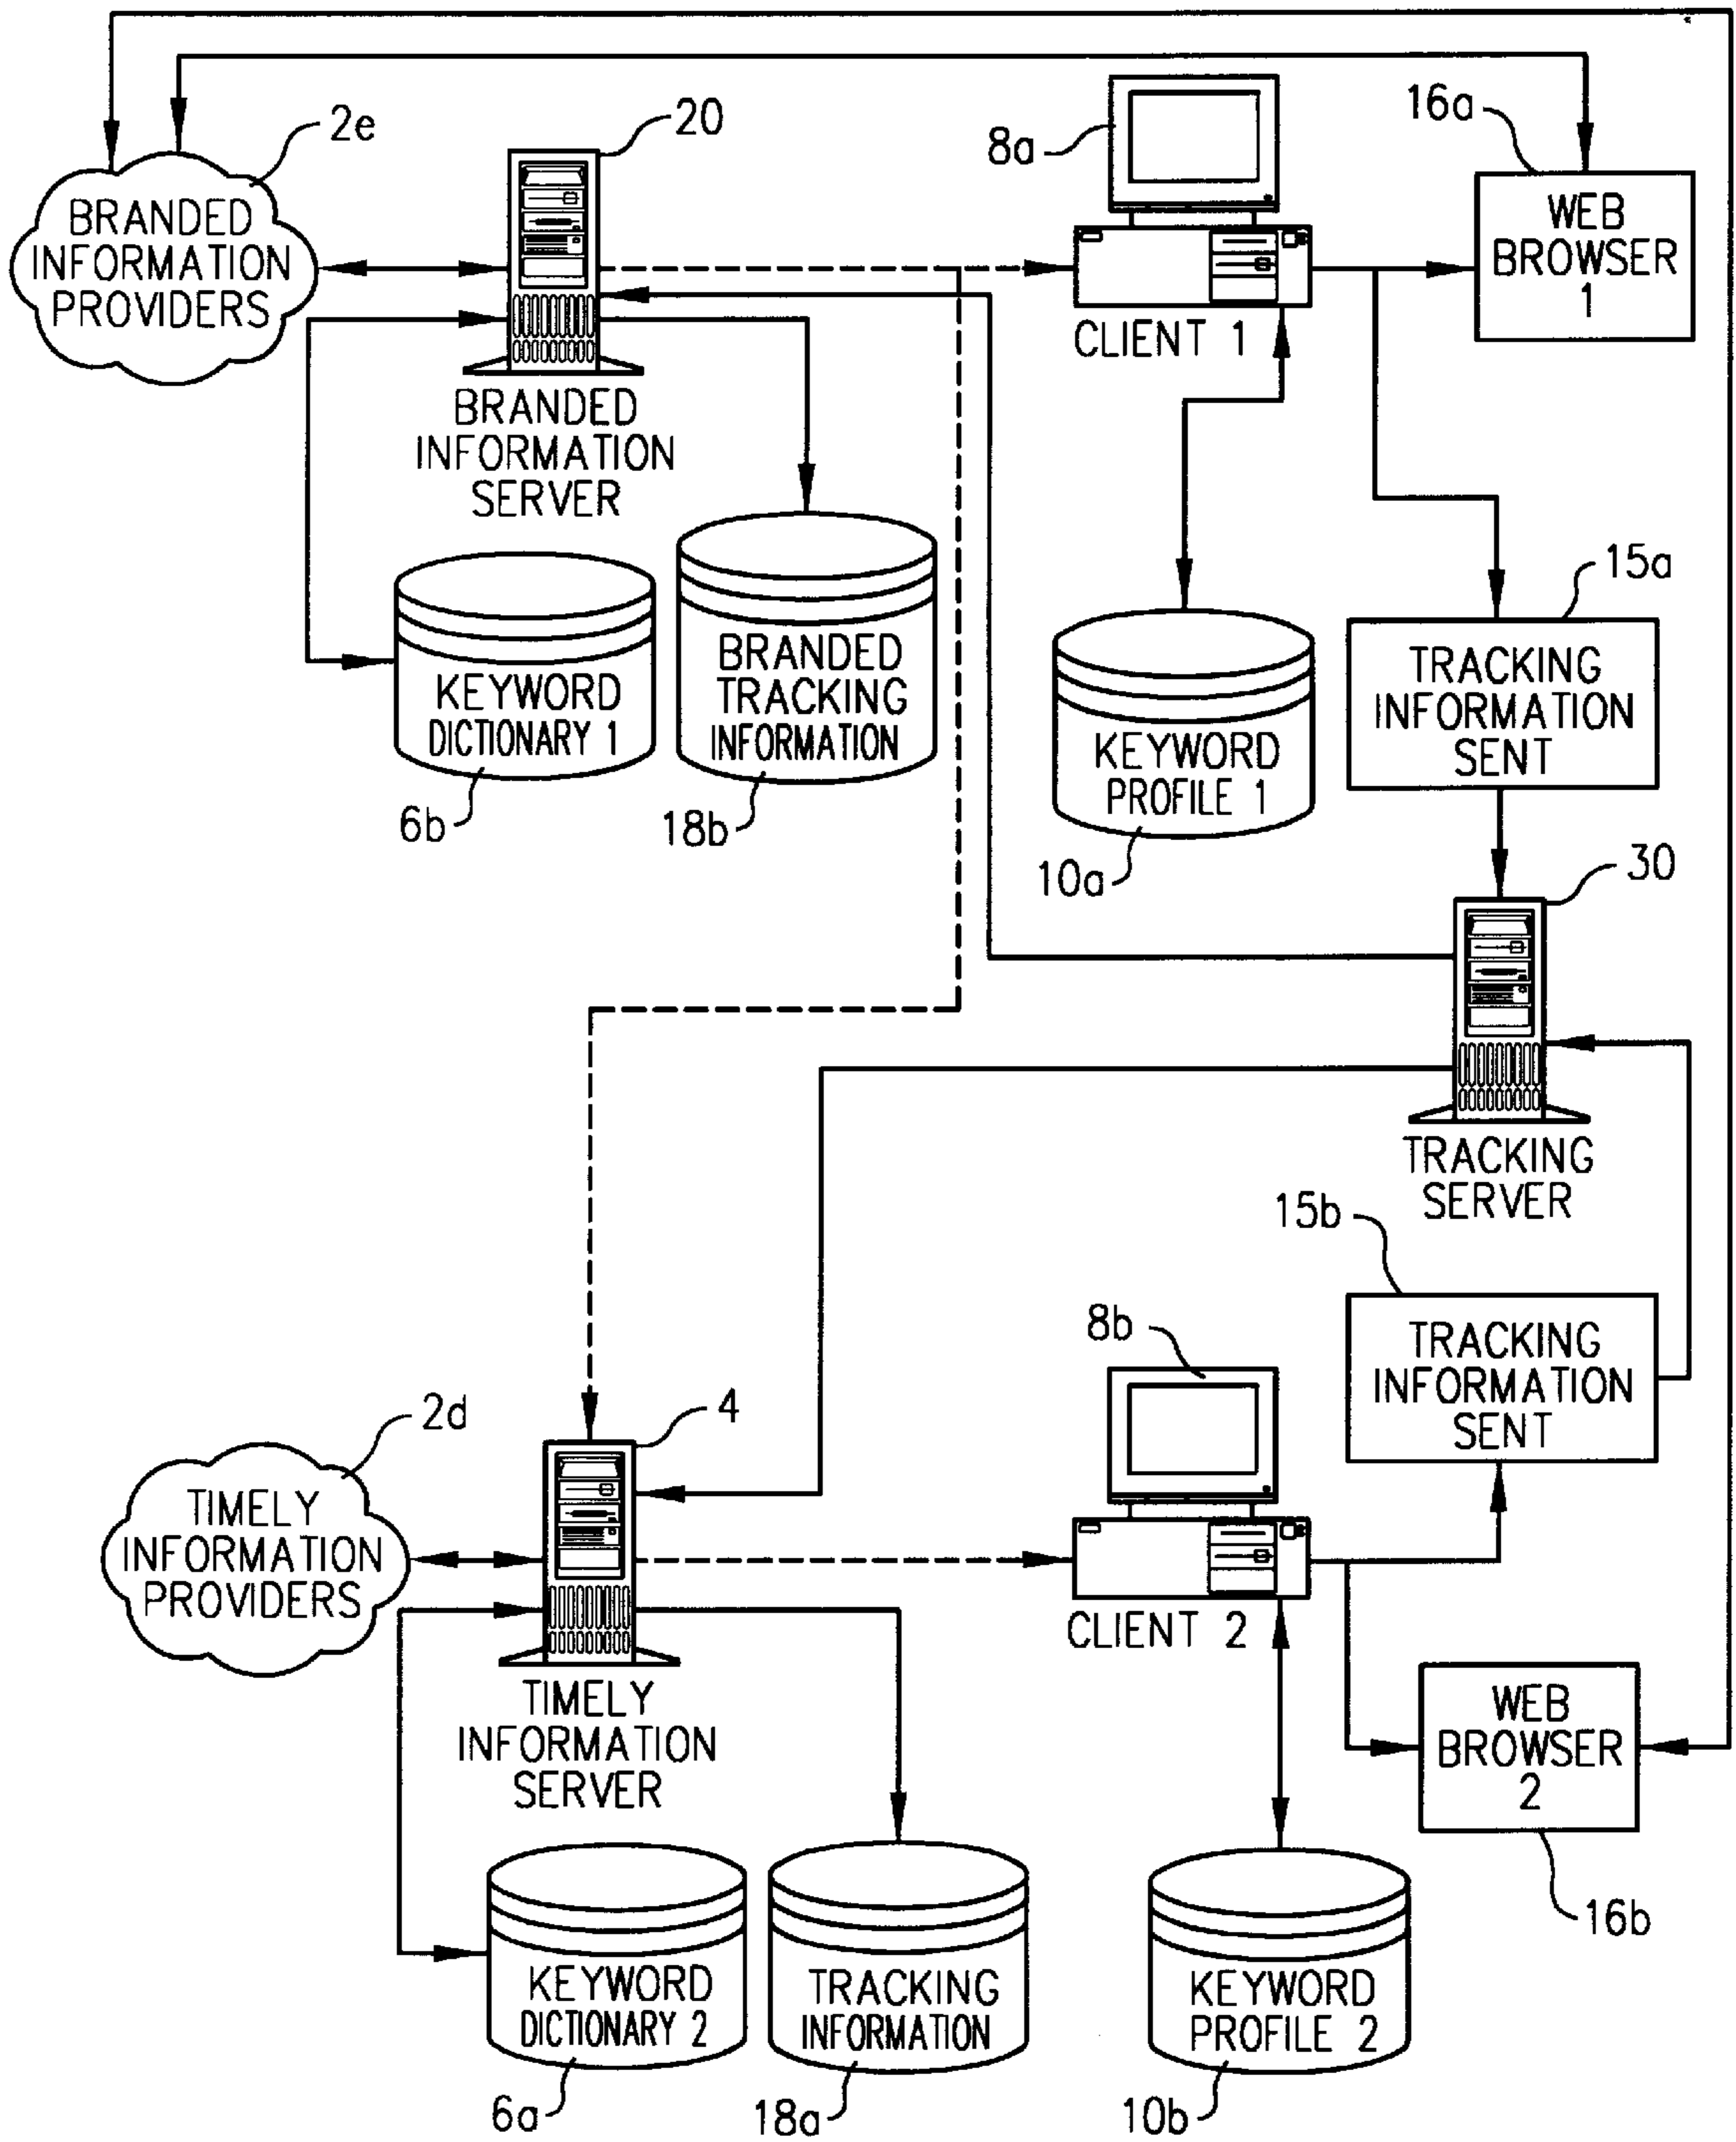 2e
20
8a
16a
BRANDED
INFORMATION
PROVIDERS
WEB
BROWSER
1
CLIENT 1
BRANDED
INFORMATION
SERVER
15a
KEYWORD
DICTIONARY 1
BRANDED
TRACKING
INFORMATION
KEYWORD
PROFILE 1
TRACKING
INFORMATION
SENT
6b
18b
10a
30
TRACKING
SERVER
15b
8b
TRACKING
INFORMATION
SENT
2d
4
TIMELY
INFORMATION
PROVIDERS
CLIENT 2
TIMELY
INFORMATION
SERVER
WEB
BROWSER
2
16b
KEYWORD
DICTIONARY 2
TRACKING
INFORMATION
KEYWORD
PROFILE 2
6a
18a
10b